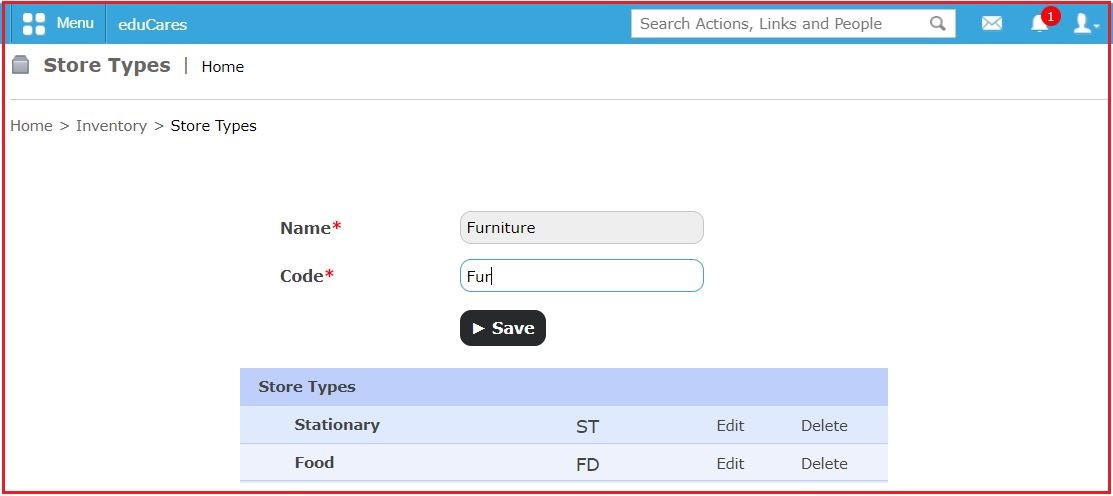 Menu eduCares Search Actions, Links and People 1
Store Types | Home
Home > Inventory > Store Types
Name* Furniture
Code* Fur
► Save
Store Types
Stationary ST Edit Delete
Food FD Edit Delete